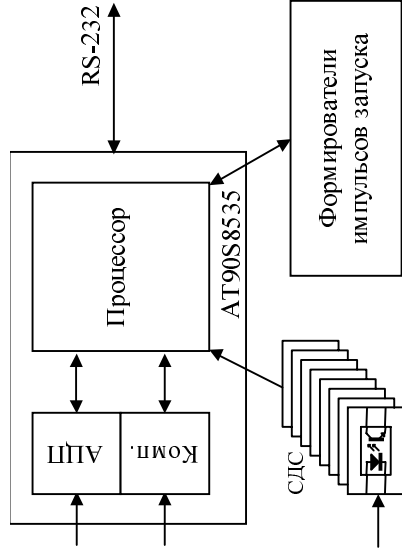 RS-232
Процессор
AT90S8535
АЦП
Комп.
СДС
Формирователи
импульсов запуска